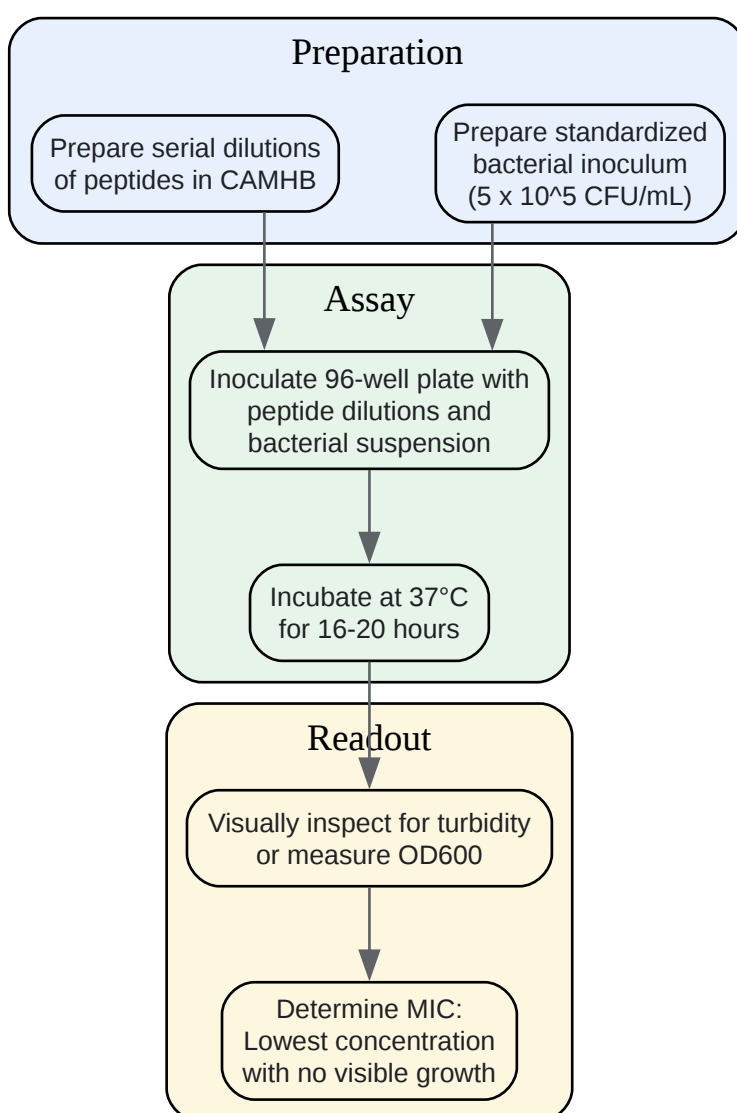 Preparation
Prepare serial dilutions
of peptides in CAMHB
Prepare standardized
bacterial inoculum
(5 x 10^5 CFU/mL)
Assay
Inoculate 96-well plate with
peptide dilutions and
bacterial suspension
Incubate at 37°C
for 16-20 hours
Readout
Visually inspect for turbidity
or measure OD600
Determine MIC:
Lowest concentration
with no visible growth